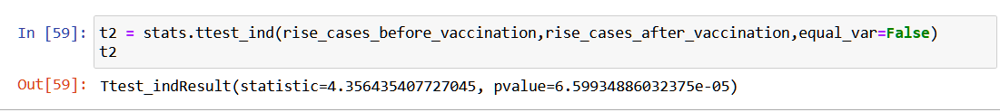 In [59]: t2 = stats.ttest_ind(rise_cases_before_vaccination,rise_cases_after_vaccination,equal_var=False)
t2
Out[59]: Ttest_indResult(statistic=4.356435407727045, pvalue=6.59934886032375e-05)